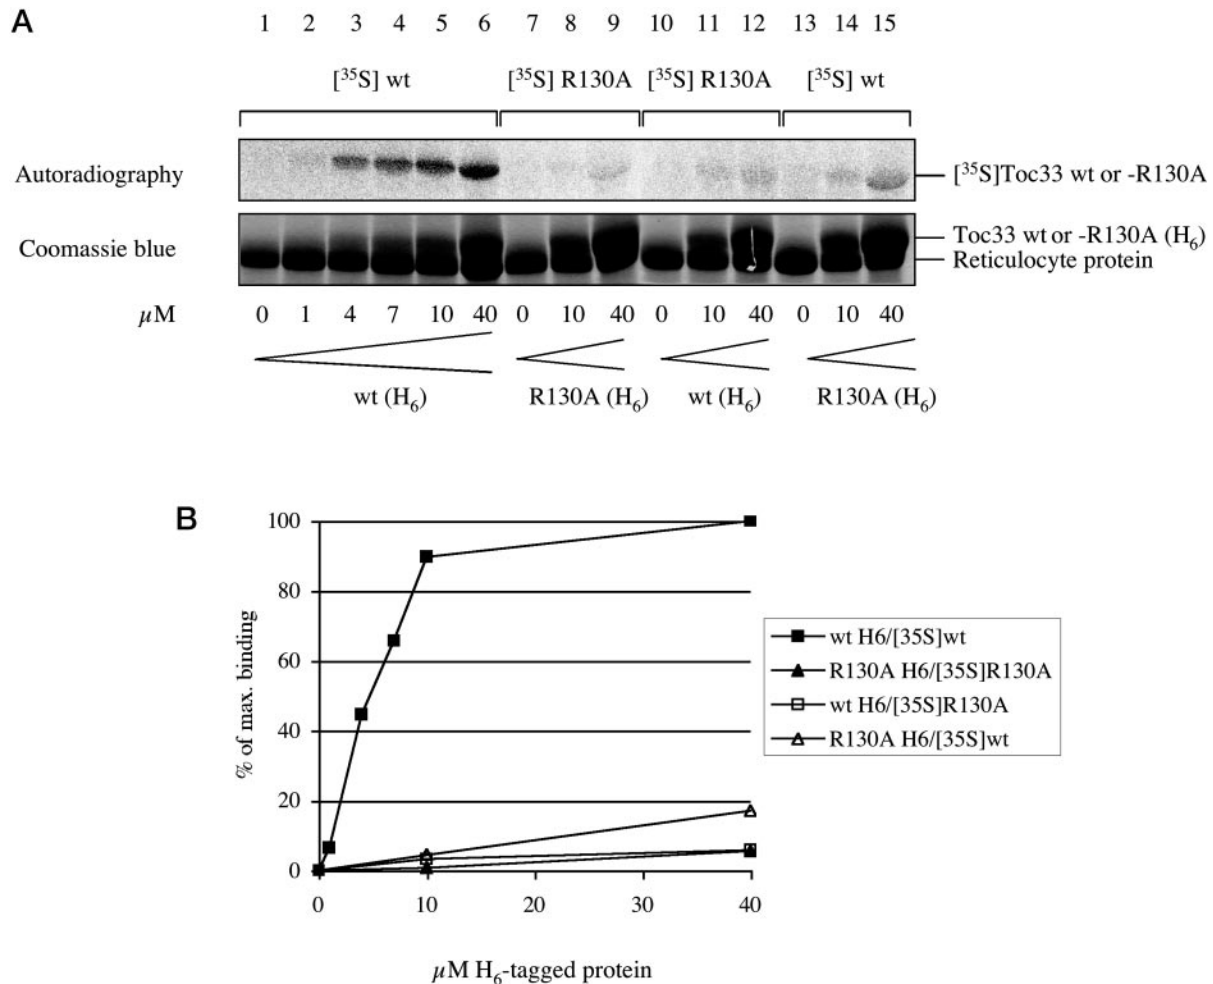 A
1 2 3 4 5 6 7 8 9 10 11 12 13 14 15
[³⁵S] wt [³⁵S] R130A [³⁵S] R130A [³⁵S] wt
Autoradiography
[³⁵S]Toc33 wt or -R130A
Coomassie blue
Toc33 wt or -R130A (H₆)
Reticulocyte protein
µM 0 1 4 7 10 40 0 10 40 0 10 40 0 10 40
wt (H₆) R130A (H₆) wt (H₆) R130A (H₆)
B
% of max. binding
100
80
60
40
20
0
0 10 20 30 40
µM H₆-tagged protein
wt H6/[35S]wt
R130A H6/[35S]R130A
wt H6/[35S]R130A
R130A H6/[35S]wt